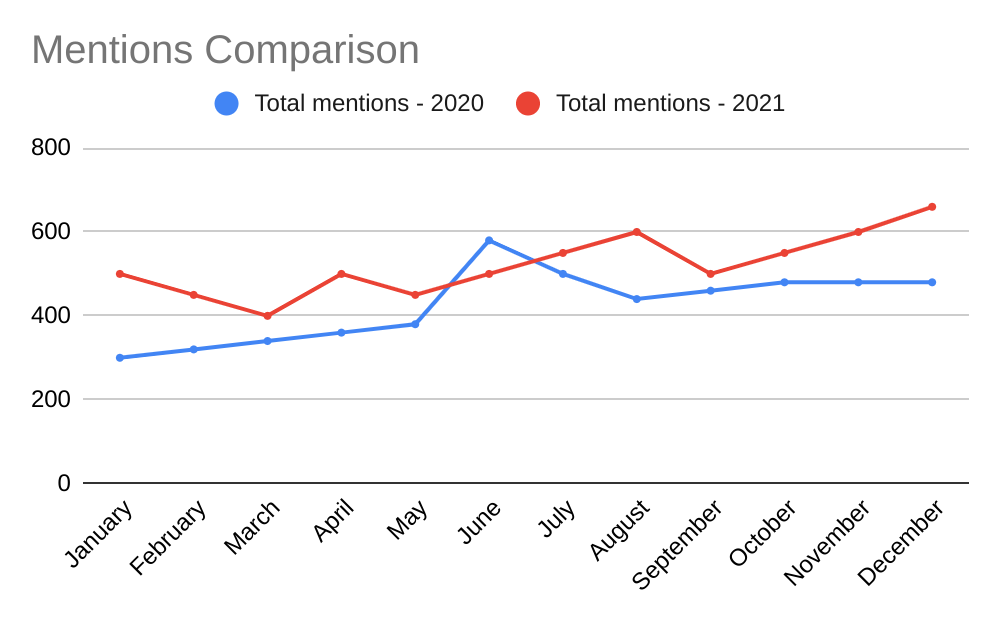 Mentions Comparison
Total mentions - 2020 Total mentions - 2021
800
600
400
200
0
January February March April May June July August September October November December